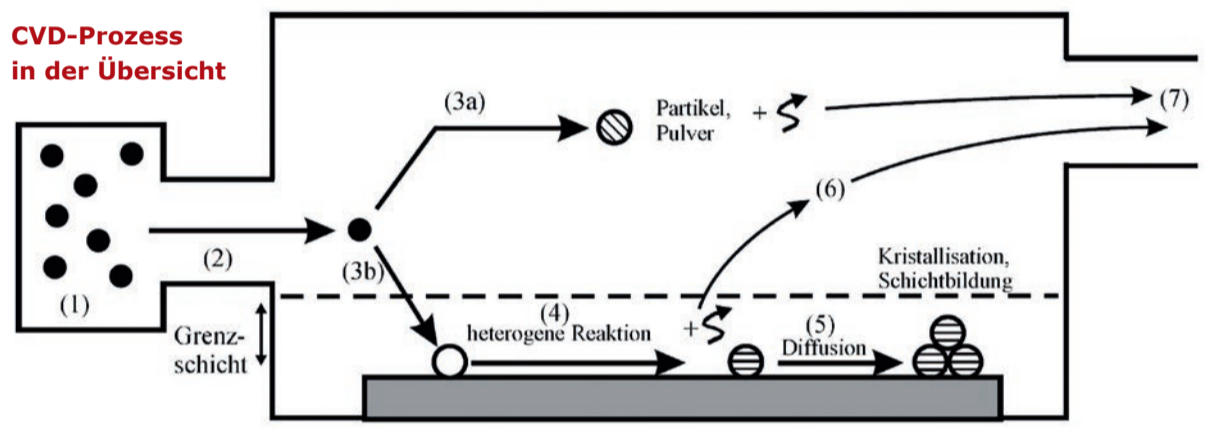 CVD-Prozess
in der Übersicht
(3a)
Partikel,
Pulver
+
(7)
(6)
(2)
(3b)
(1)
Kristallisation,
Schichtbildung
Grenz-
schicht
(4)
heterogene Reaktion
+
(5)
Diffusion